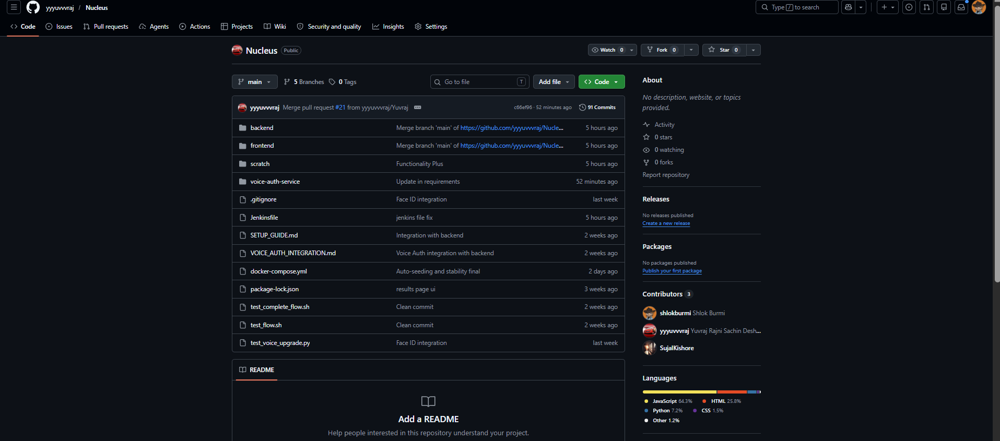 yyyuvvvraj / Nucleus
Type / to search
Code Issues Pull requests Agents Actions Projects Wiki Security and quality Insights Settings
Nucleus Public
Watch 0 Fork 0 Star 0
main 5 Branches 0 Tags
Go to file T Add file Code
yyyuvvvraj Merge pull request #21 from yyyuvvvraj/Yuvraj c66ef96 · 52 minutes ago 91 Commits
backend Merge branch 'main' of https://github.com/yyyuvvvraj/Nucle... 5 hours ago
frontend Merge branch 'main' of https://github.com/yyyuvvvraj/Nucle... 5 hours ago
scratch Functionality Plus 5 hours ago
voice-auth-service Update in requirements 52 minutes ago
.gitignore Face ID integration last week
Jenkinsfile jenkins file fix 5 hours ago
SETUP_GUIDE.md Integration with backend 2 weeks ago
VOICE_AUTH_INTEGRATION.md Voice Auth integration with backend 2 weeks ago
docker-compose.yml Auto-seeding and stability final 2 days ago
package-lock.json results page ui 3 weeks ago
test_complete_flow.sh Clean commit 2 weeks ago
test_flow.sh Clean commit 2 weeks ago
test_voice_upgrade.py Face ID integration last week
README
Add a README
Help people interested in this repository understand your project.
About
No description, website, or topics
provided.
Activity
0 stars
0 watching
0 forks
Report repository
Releases
No releases published
Create a new release
Packages
No packages published
Publish your first package
Contributors 3
shlokburmi Shlok Burmi
yyyuvvvraj Yuvraj Rajni Sachin Desh...
SujalKishore
Languages
JavaScript 64.3% HTML 25.8%
Python 7.2% CSS 1.5%
Other 1.2%